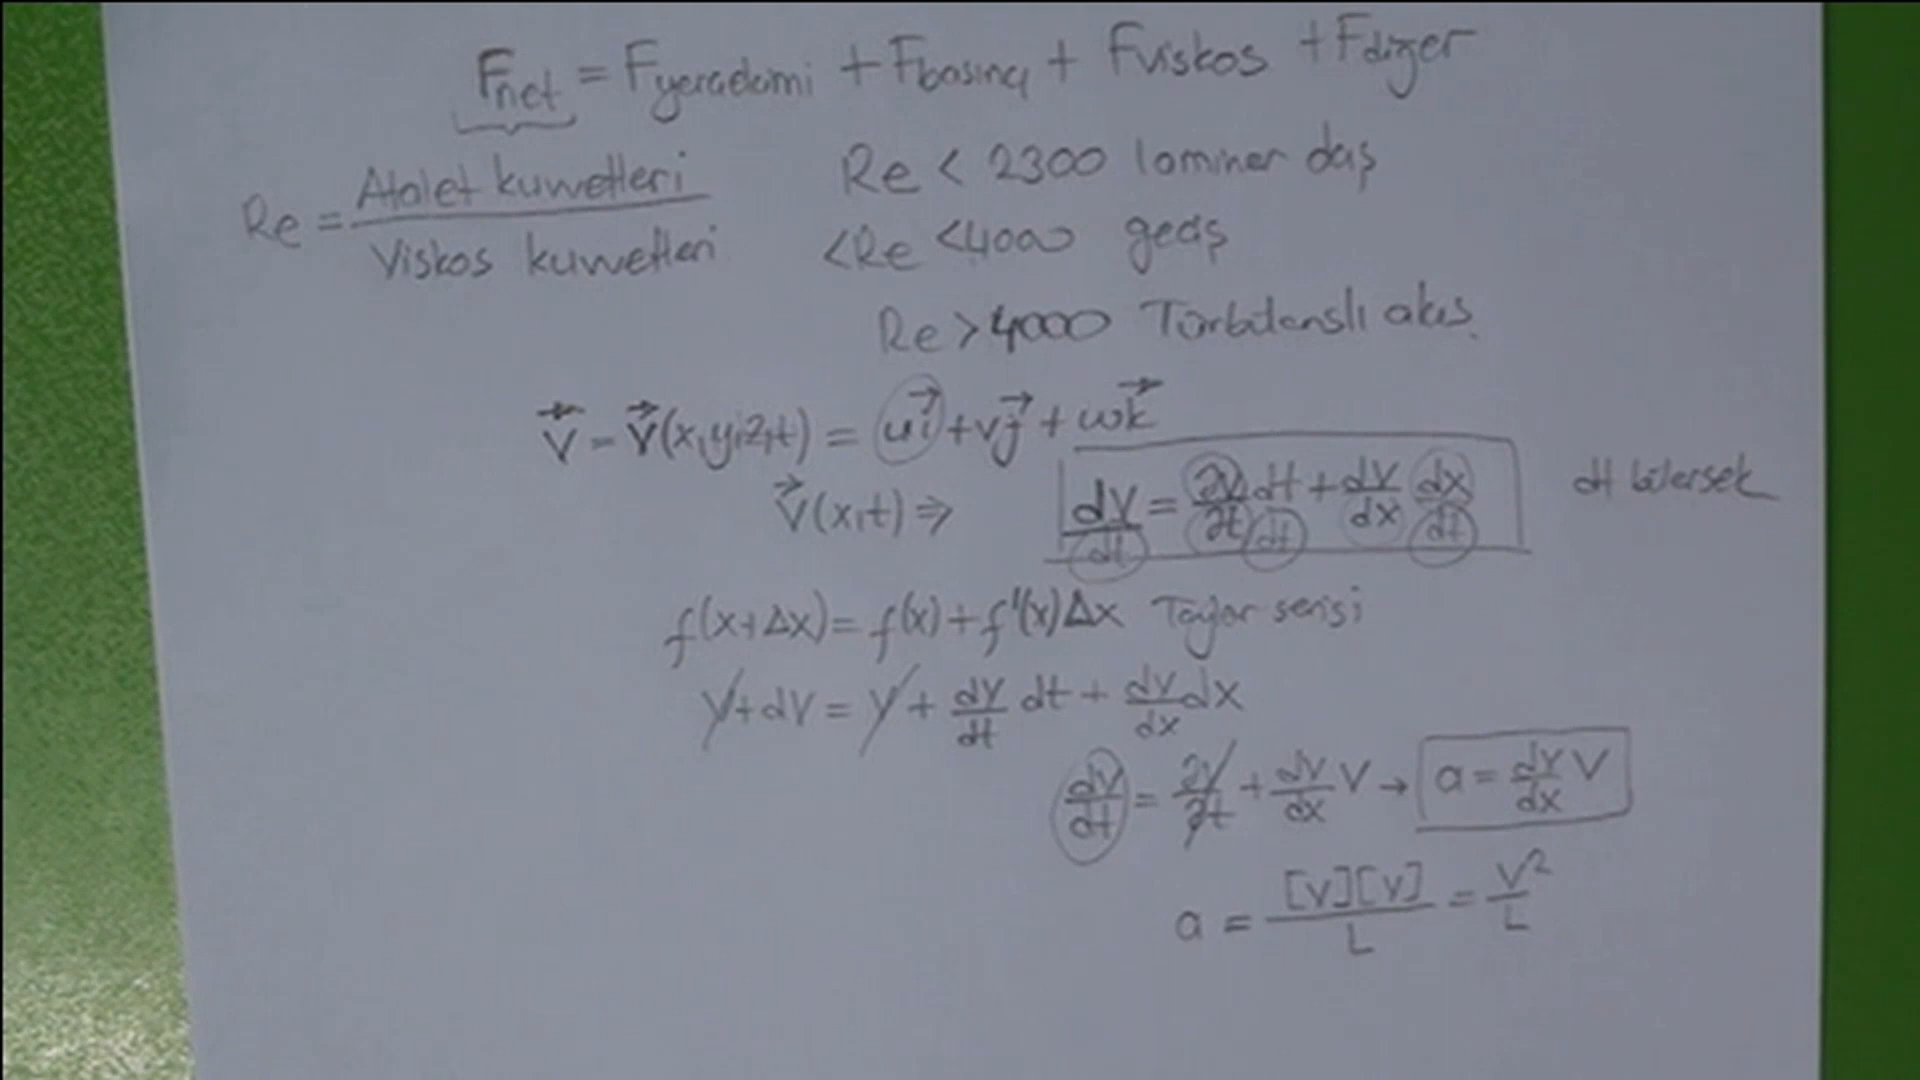 Fnet = Fyerçekimi + Fbasınç + Fviskos + Fdiğer
Re = Atalet kuvvetleri / Viskos kuvvetleri
Re < 2300 laminer
<Re <4000 geçiş
Re > 4000 Türbülanslı akış.
V⃗ = V⃗(x,y,z,t) = ui⃗ + vj⃗ + wk⃗
V⃗(x,t) ⇒ dV/dt = ∂V/∂t dt/dt + dV/dx dx/dt dt bölersek
f(x+Δx) = f(x) + f'(x)Δx Taylor serisi
V + dV = V + dV/dt dt + dV/dx dx
dV/dt = ∂V/∂t + dV/dx V → a = dV/dx V
a = [V][V]/L = V²/L